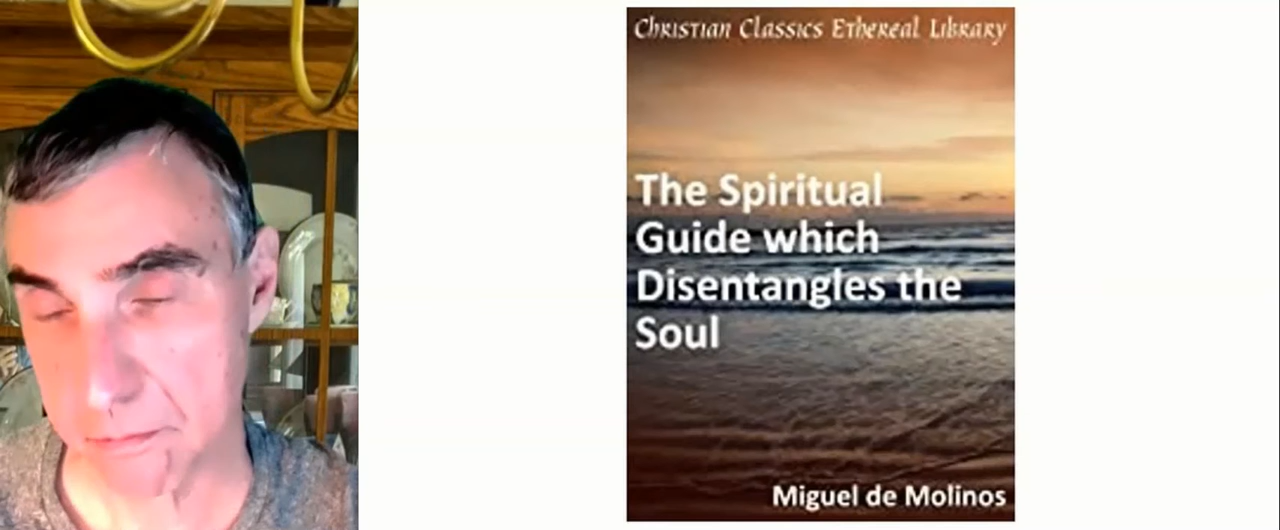 Christian Classics Ethereal Library
The Spiritual
Guide which
Disentangles the
Soul
Miguel de Molinos